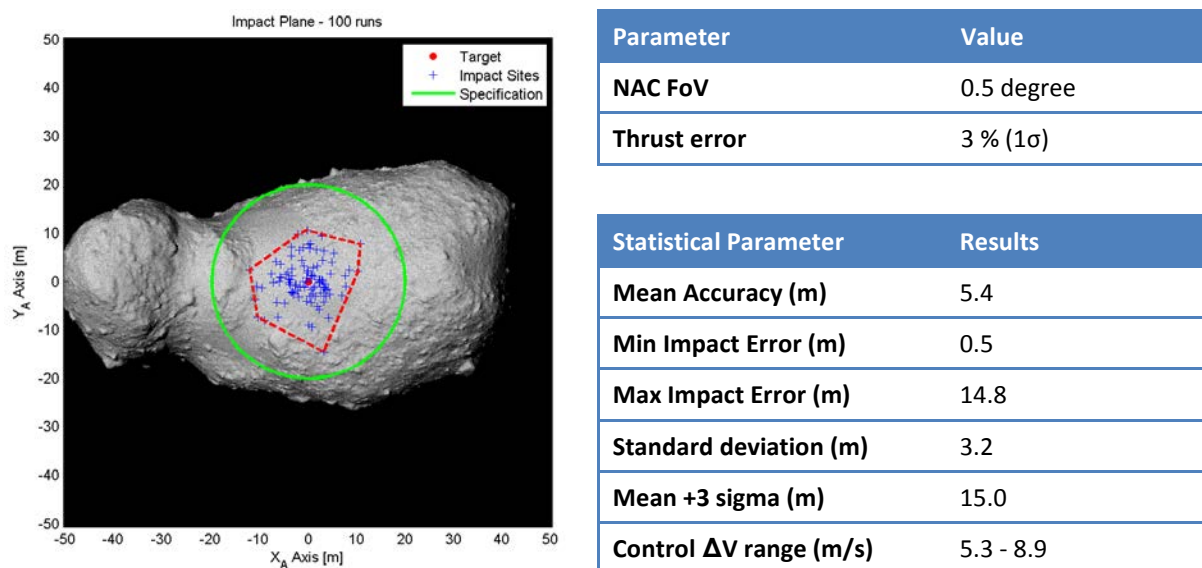 Impact Plane - 100 runs
Target
Impact Sites
Specification
50
40
30
20
10
0
-10
-20
-30
-40
-50
Y_A Axis [m]
-50 -40 -30 -20 -10 0 10 20 30 40 50
X_A Axis [m]
Parameter Value
NAC FoV 0.5 degree
Thrust error 3 % (1σ)
Statistical Parameter Results
Mean Accuracy (m) 5.4
Min Impact Error (m) 0.5
Max Impact Error (m) 14.8
Standard deviation (m) 3.2
Mean +3 sigma (m) 15.0
Control ΔV range (m/s) 5.3 - 8.9